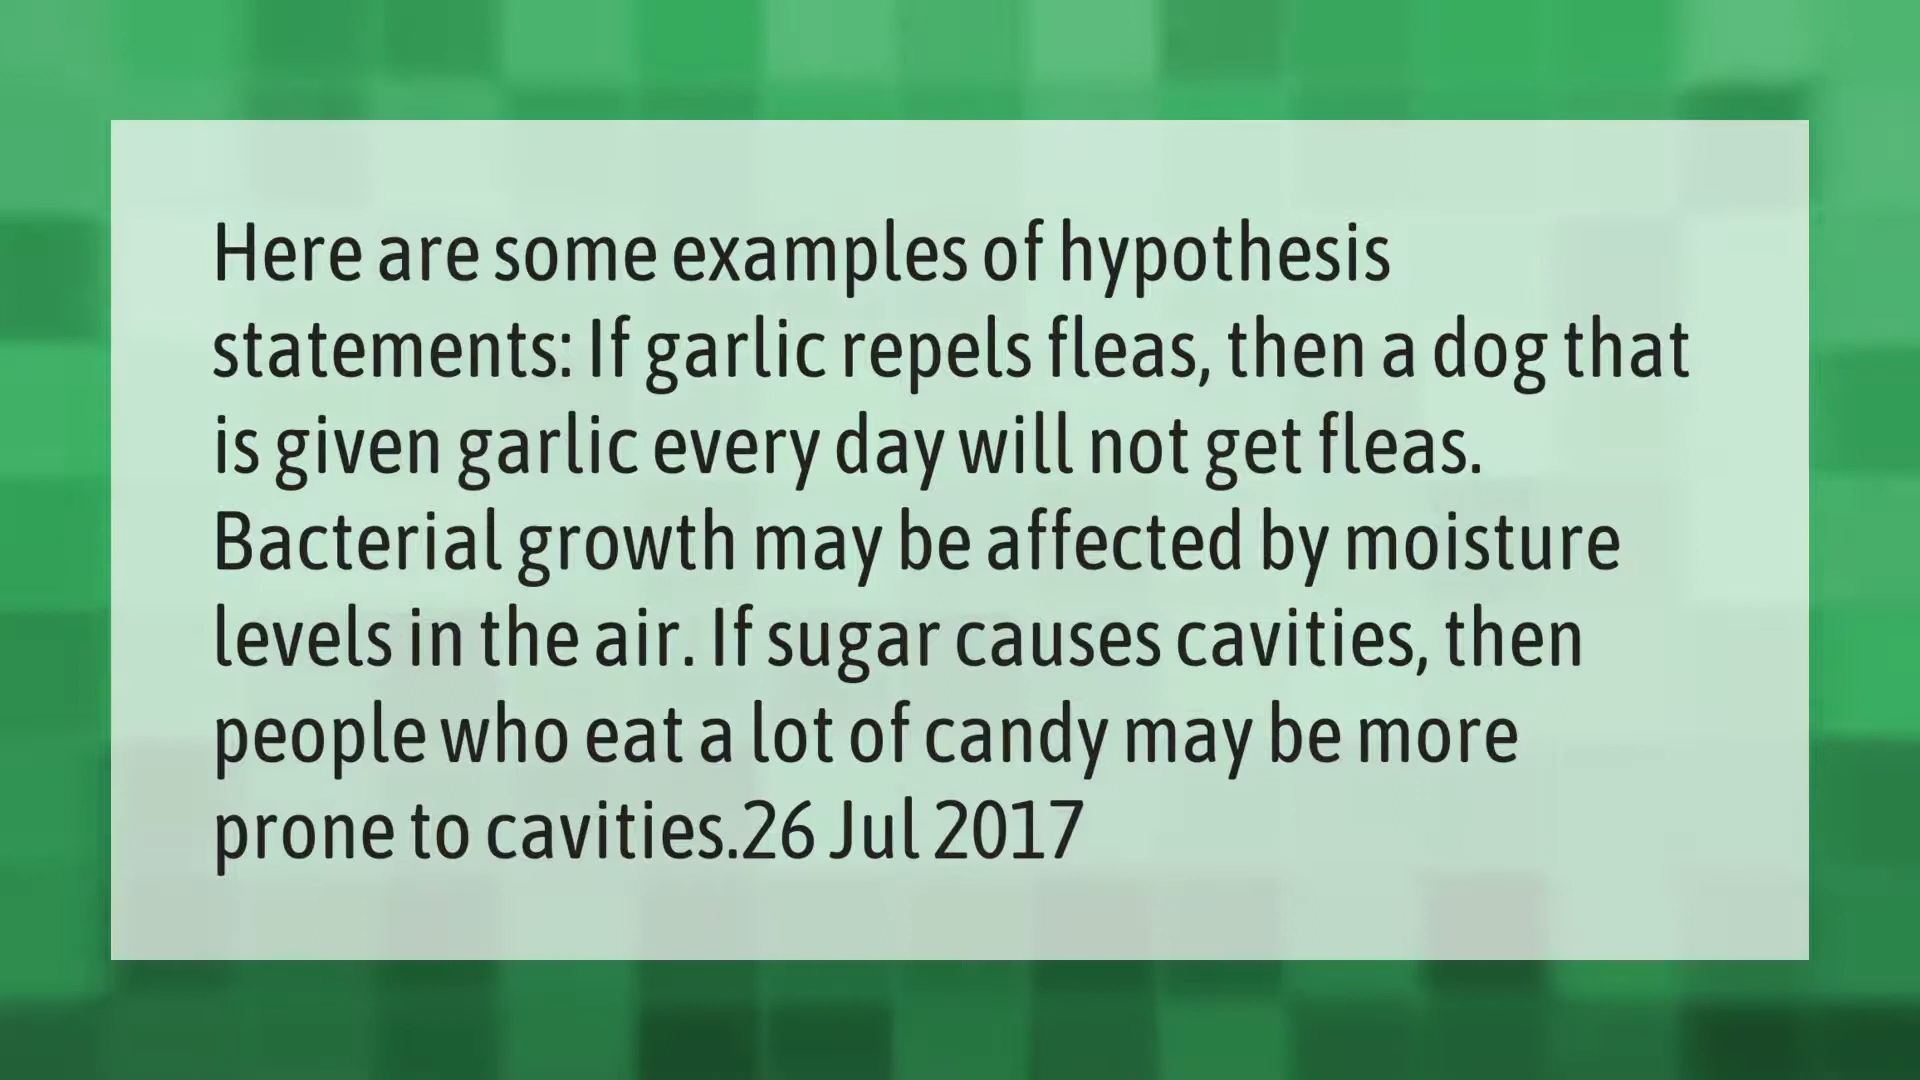 Here are some examples of hypothesis
statements: If garlic repels fleas, then a dog that
is given garlic every day will not get fleas.
Bacterial growth may be affected by moisture
levels in the air. If sugar causes cavities, then
people who eat a lot of candy may be more
prone to cavities.26 Jul 2017